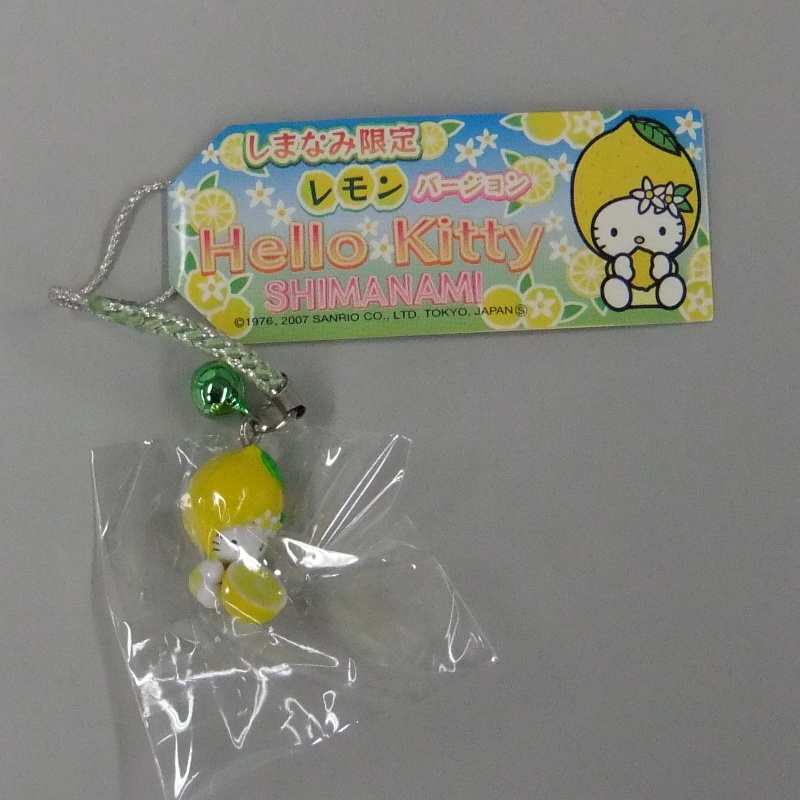 しまなみ限定
レモン バージョン
Hello Kitty
SHIMANAMI
©1976, 2007 SANRIO CO., LTD. TOKYO, JAPAN Ⓢ